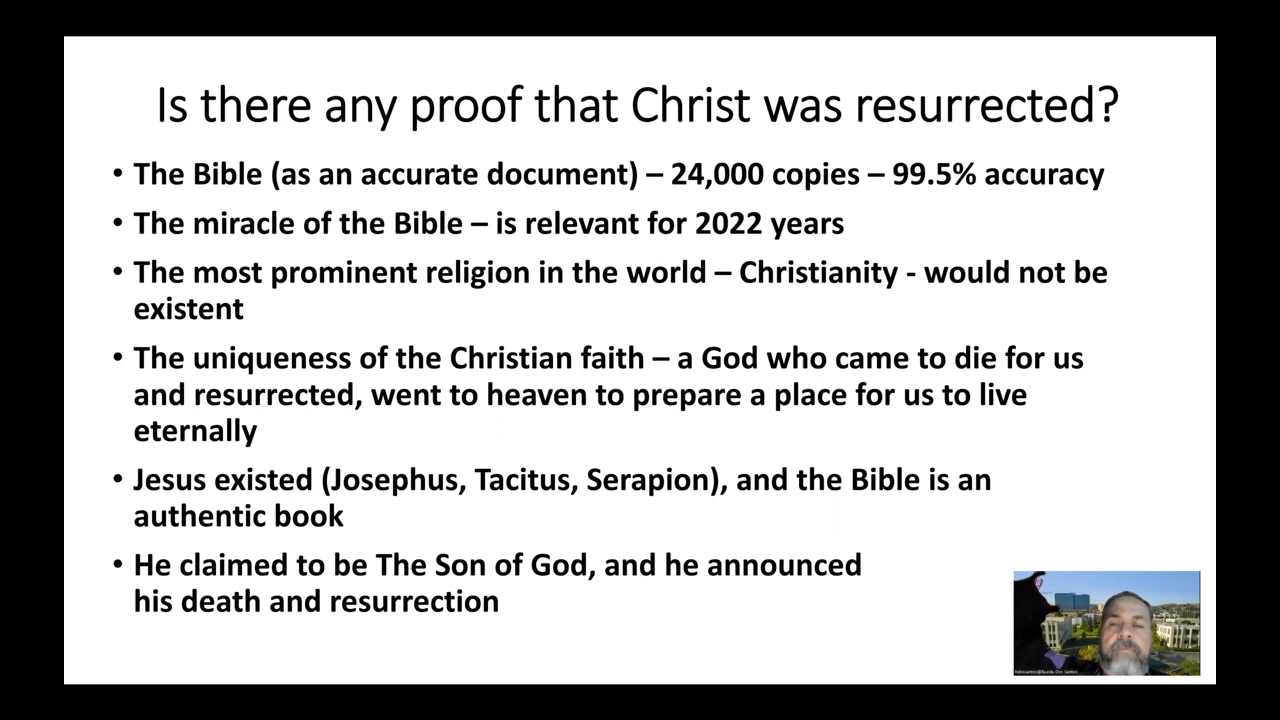 Is there any proof that Christ was resurrected?
• The Bible (as an accurate document) – 24,000 copies – 99.5% accuracy
• The miracle of the Bible – is relevant for 2022 years
• The most prominent religion in the world – Christianity - would not be
existent
• The uniqueness of the Christian faith – a God who came to die for us
and resurrected, went to heaven to prepare a place for us to live
eternally
• Jesus existed (Josephus, Tacitus, Serapion), and the Bible is an
authentic book
• He claimed to be The Son of God, and he announced
his death and resurrection
Dos Santos